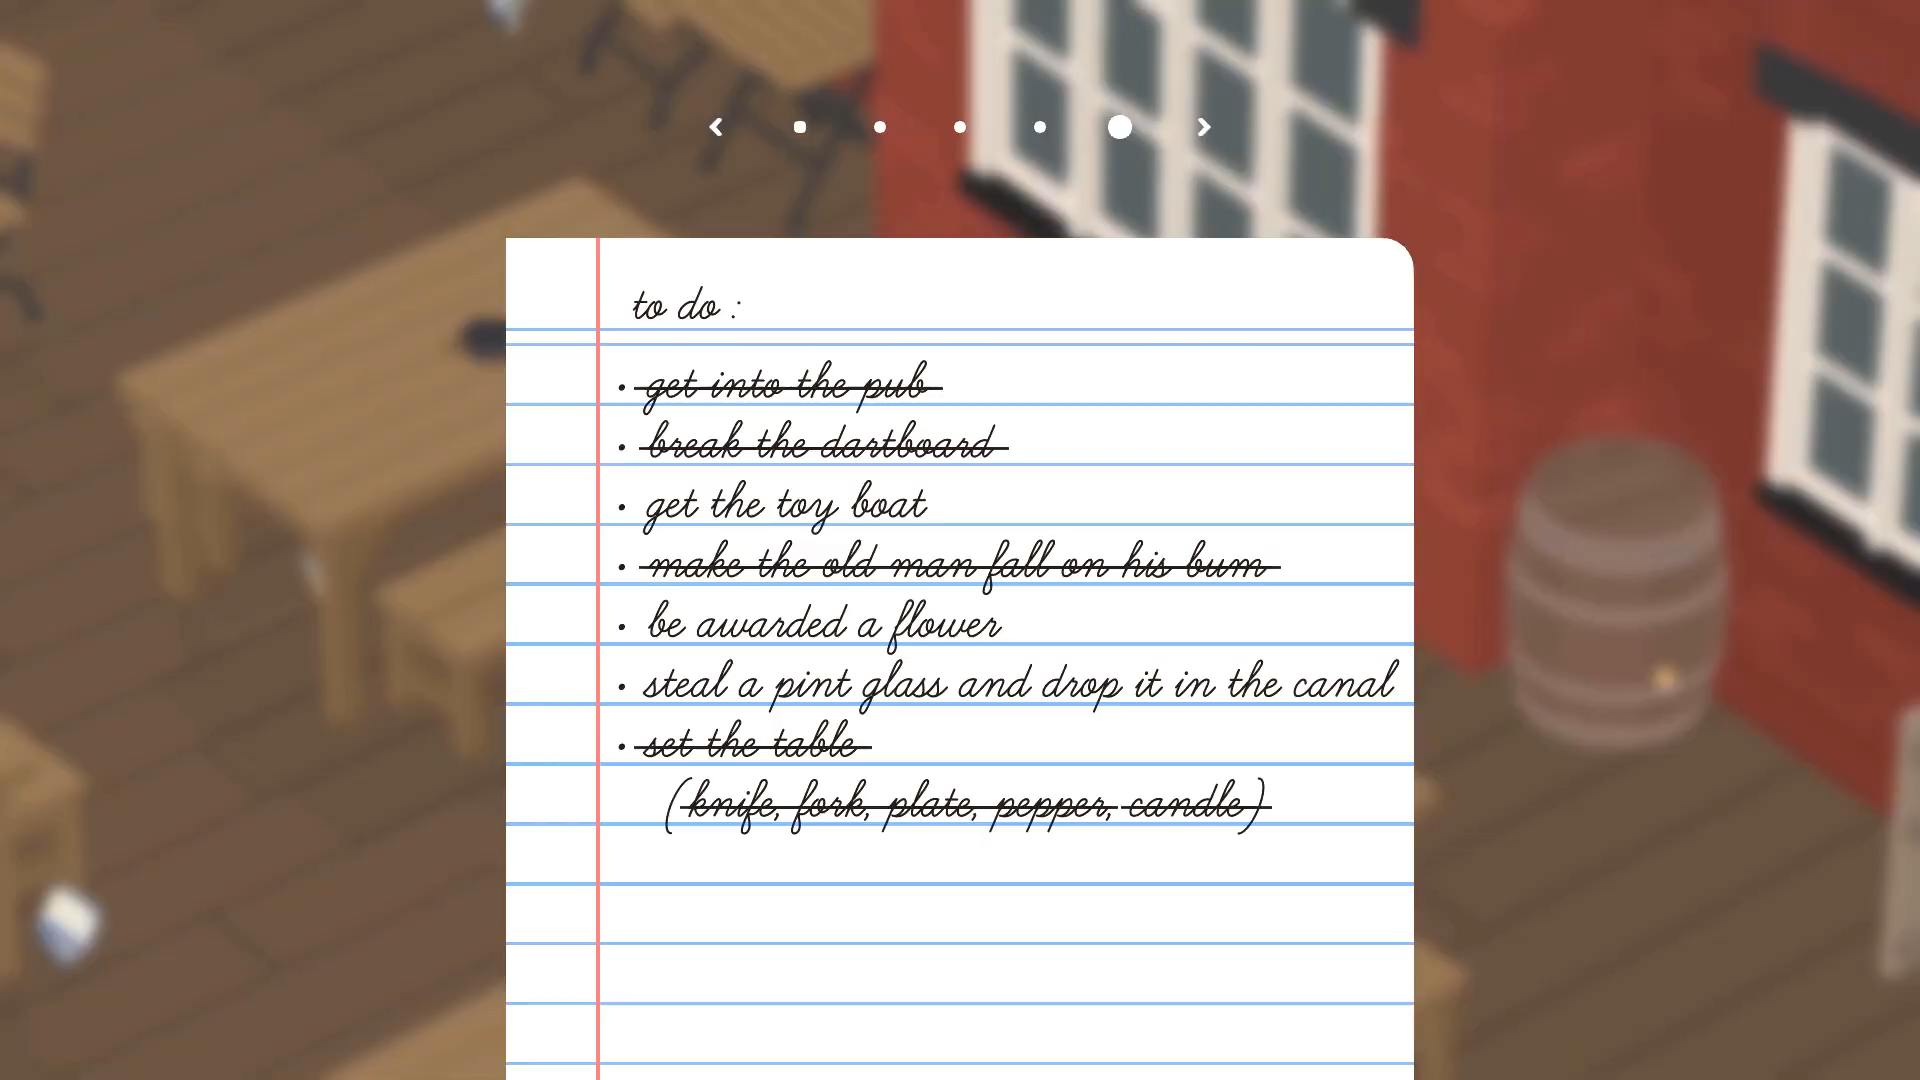 to do :
• get into the pub
• break the dartboard
• get the toy boat
• make the old man fall on his bum
• be awarded a flower
• steal a pint glass and drop it in the canal
• set the table
(knife, fork, plate, pepper, candle)